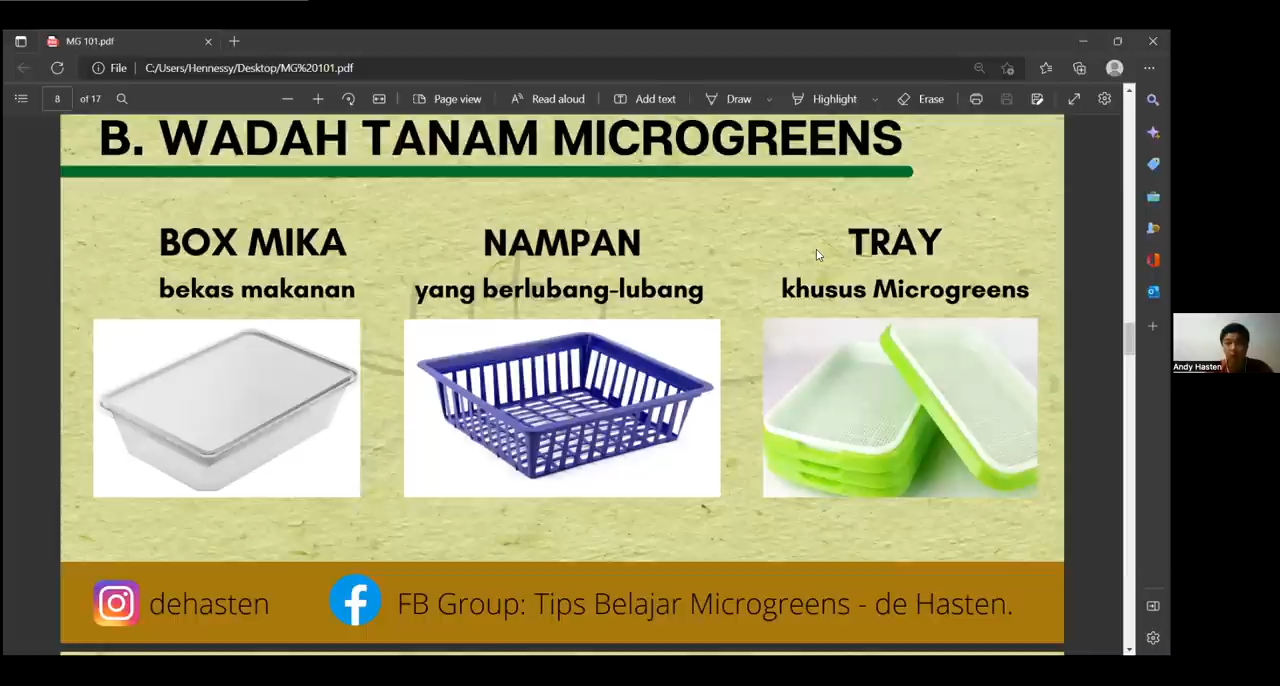 MG 101.pdf
File
C:/Users/Hennessy/Desktop/MG%20101.pdf
8 of 17
Page view
Read aloud
Add text
Draw
Highlight
Erase
B. WADAH TANAM MICROGREENS
BOX MIKA
bekas makanan
NAMPAN
yang berlubang-lubang
TRAY
khusus Microgreens
Andy Hasten
dehasten
FB Group: Tips Belajar Microgreens - de Hasten.